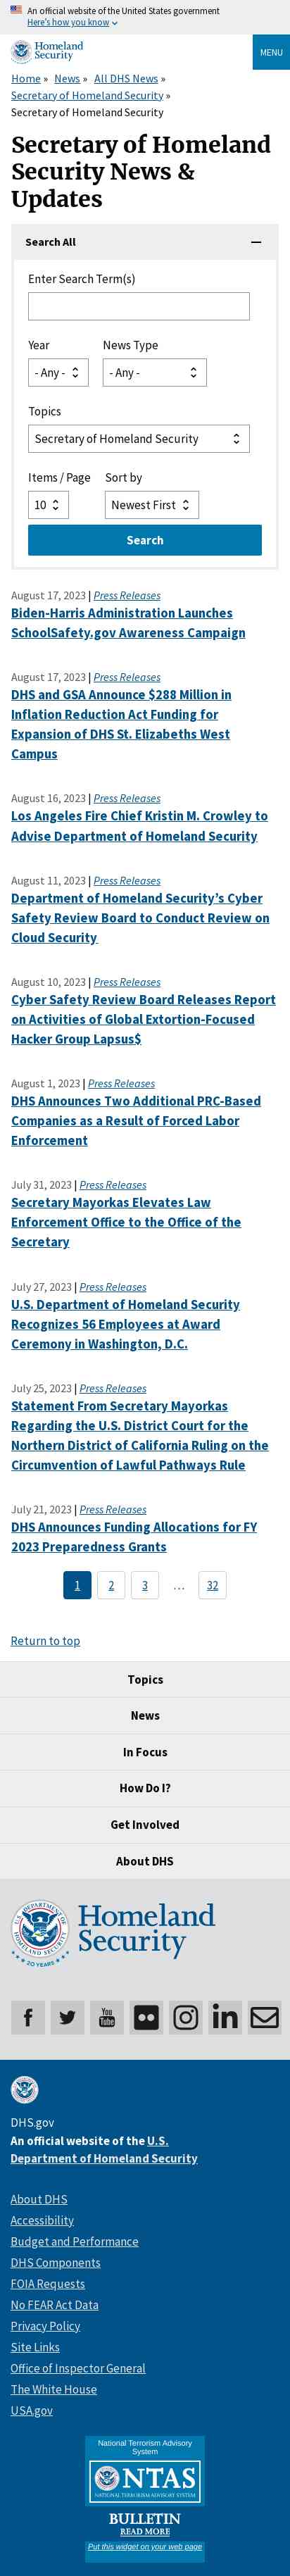 An official website of the United States government
Here's how you know
Homeland
Security
MENU
Home » News » All DHS News »
Secretary of Homeland Security »
Secretary of Homeland Security
Secretary of Homeland
Security News &
Updates
Search All
Enter Search Term(s)
Year News Type
- Any - - Any -
Topics
Secretary of Homeland Security
Items / Page Sort by
10 Newest First
Search
August 17, 2023 | Press Releases
Biden-Harris Administration Launches
SchoolSafety.gov Awareness Campaign
August 17, 2023 | Press Releases
DHS and GSA Announce $288 Million in
Inflation Reduction Act Funding for
Expansion of DHS St. Elizabeths West
Campus
August 16, 2023 | Press Releases
Los Angeles Fire Chief Kristin M. Crowley to
Advise Department of Homeland Security
August 11, 2023 | Press Releases
Department of Homeland Security's Cyber
Safety Review Board to Conduct Review on
Cloud Security
August 10, 2023 | Press Releases
Cyber Safety Review Board Releases Report
on Activities of Global Extortion-Focused
Hacker Group Lapsus$
August 1, 2023 | Press Releases
DHS Announces Two Additional PRC-Based
Companies as a Result of Forced Labor
Enforcement
July 31, 2023 | Press Releases
Secretary Mayorkas Elevates Law
Enforcement Office to the Office of the
Secretary
July 27, 2023 | Press Releases
U.S. Department of Homeland Security
Recognizes 56 Employees at Award
Ceremony in Washington, D.C.
July 25, 2023 | Press Releases
Statement From Secretary Mayorkas
Regarding the U.S. District Court for the
Northern District of California Ruling on the
Circumvention of Lawful Pathways Rule
July 21, 2023 | Press Releases
DHS Announces Funding Allocations for FY
2023 Preparedness Grants
1 2 3 … 32
Return to top
Topics
News
In Focus
How Do I?
Get Involved
About DHS
Homeland
Security
20 YEARS
You
Tube
DHS.gov
An official website of the U.S.
Department of Homeland Security
About DHS
Accessibility
Budget and Performance
DHS Components
FOIA Requests
No FEAR Act Data
Privacy Policy
Site Links
Office of Inspector General
The White House
USA.gov
National Terrorism Advisory
System
NTAS
NATIONAL TERRORISM ADVISORY SYSTEM
BULLETIN
READ MORE
Put this widget on your web page